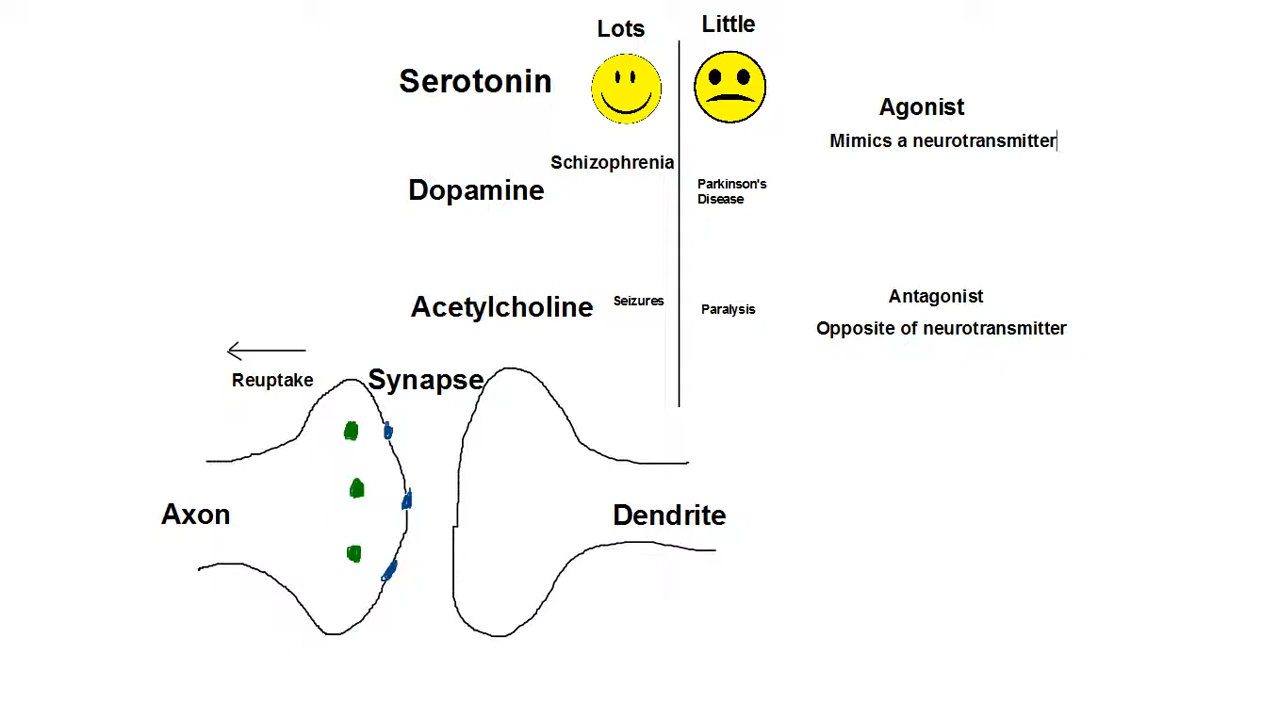 Lots
Little
Serotonin
Agonist
Mimics a neurotransmitter
Schizophrenia
Dopamine
Parkinson's
Disease
Acetylcholine
Seizures
Paralysis
Antagonist
Opposite of neurotransmitter
Reuptake
Synapse
Axon
Dendrite